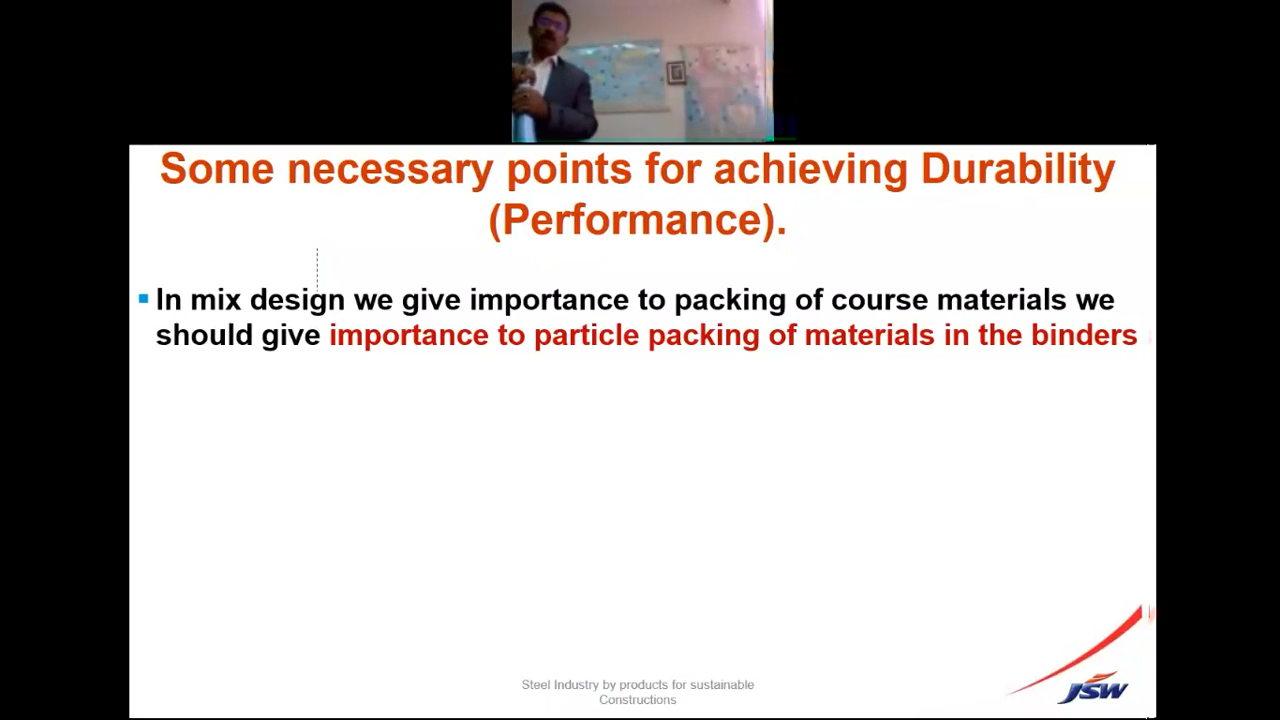 Some necessary points for achieving Durability
(Performance).
In mix design we give importance to packing of course materials we
should give importance to particle packing of materials in the binders
Steel Industry by products for sustainable
Constructions
JSW